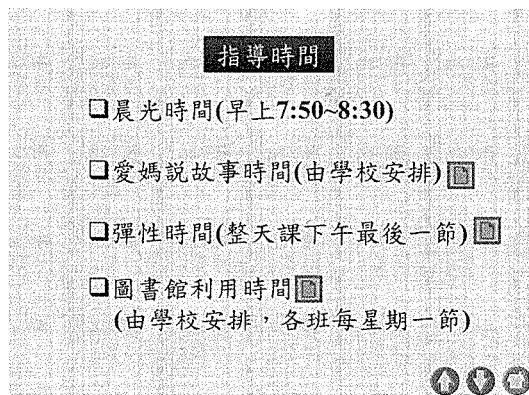 指導時間
❑晨光時間(早上7:50~8:30)
❑愛媽說故事時間(由學校安排)
❑彈性時間(整天課下午最後一節)
❑圖書館利用時間
(由學校安排，各班每星期一節)